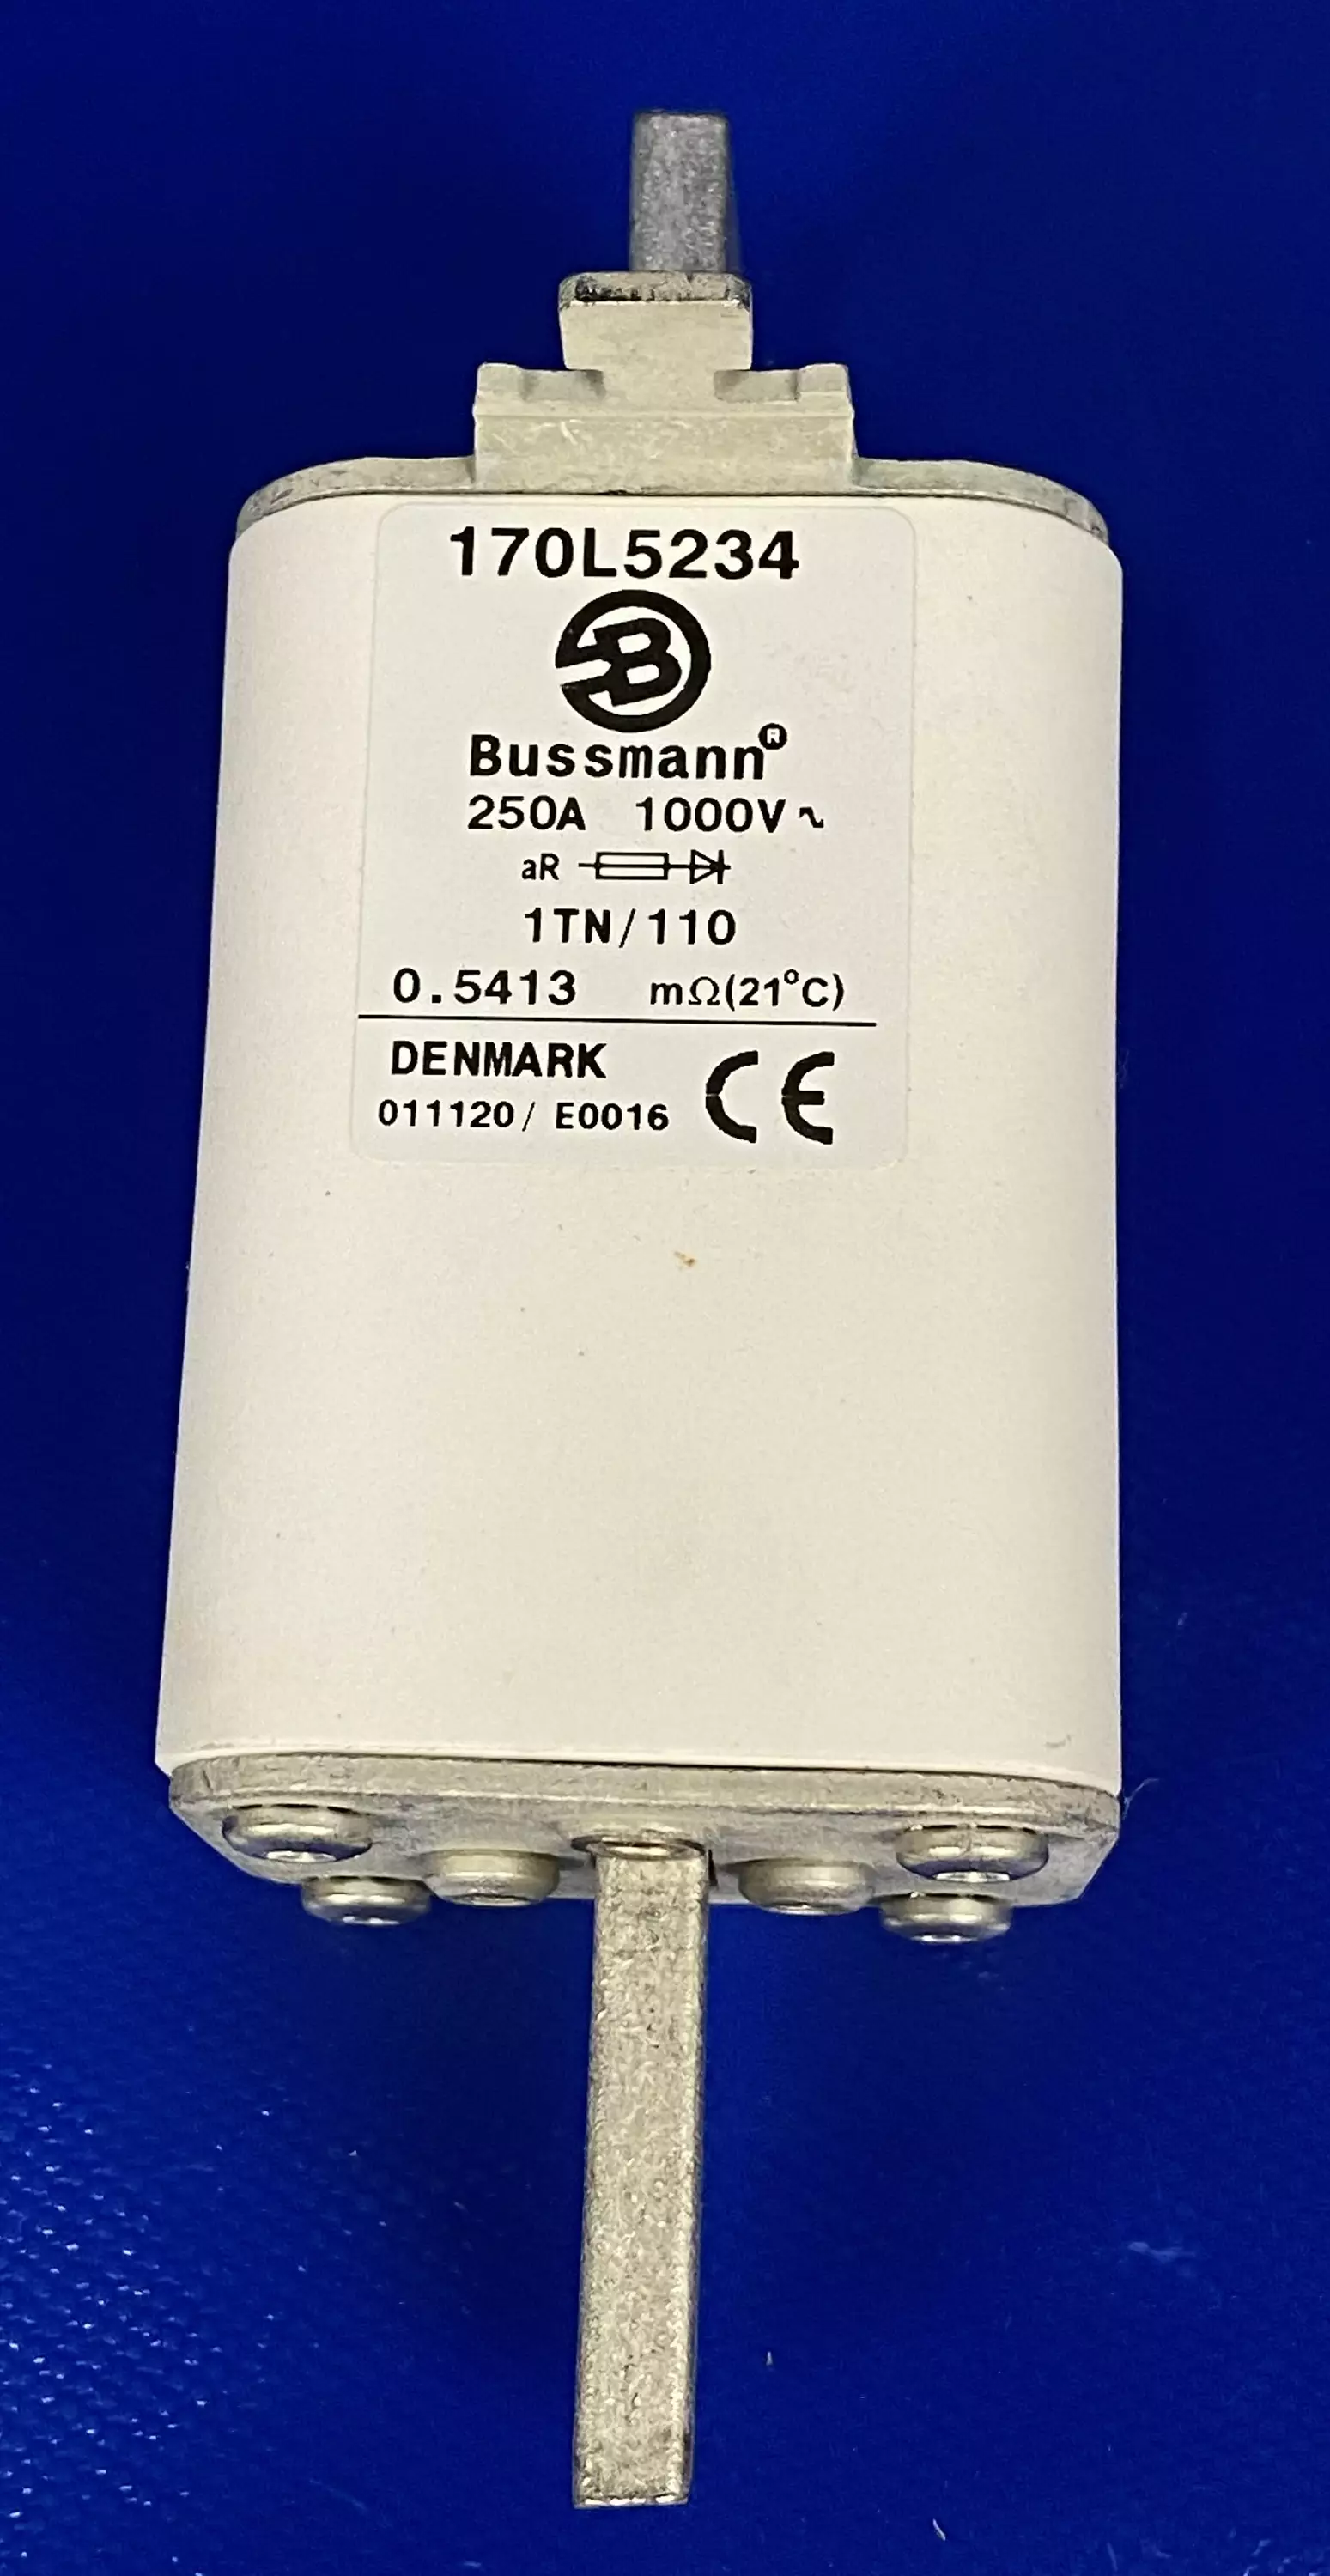 170L5234
B
Bussmann®
250A 1000V ~
aR
1TN/110
0.5413 mΩ(21°C)
DENMARK
011120/ E0016 CE